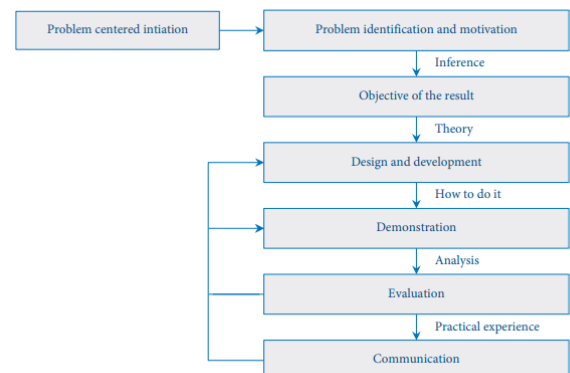 Problem centered intiation
Problem identification and motivation
Inference
Objective of the result
Theory
Design and development
How to do it
Demonstration
Analysis
Evaluation
Practical experience
Communication